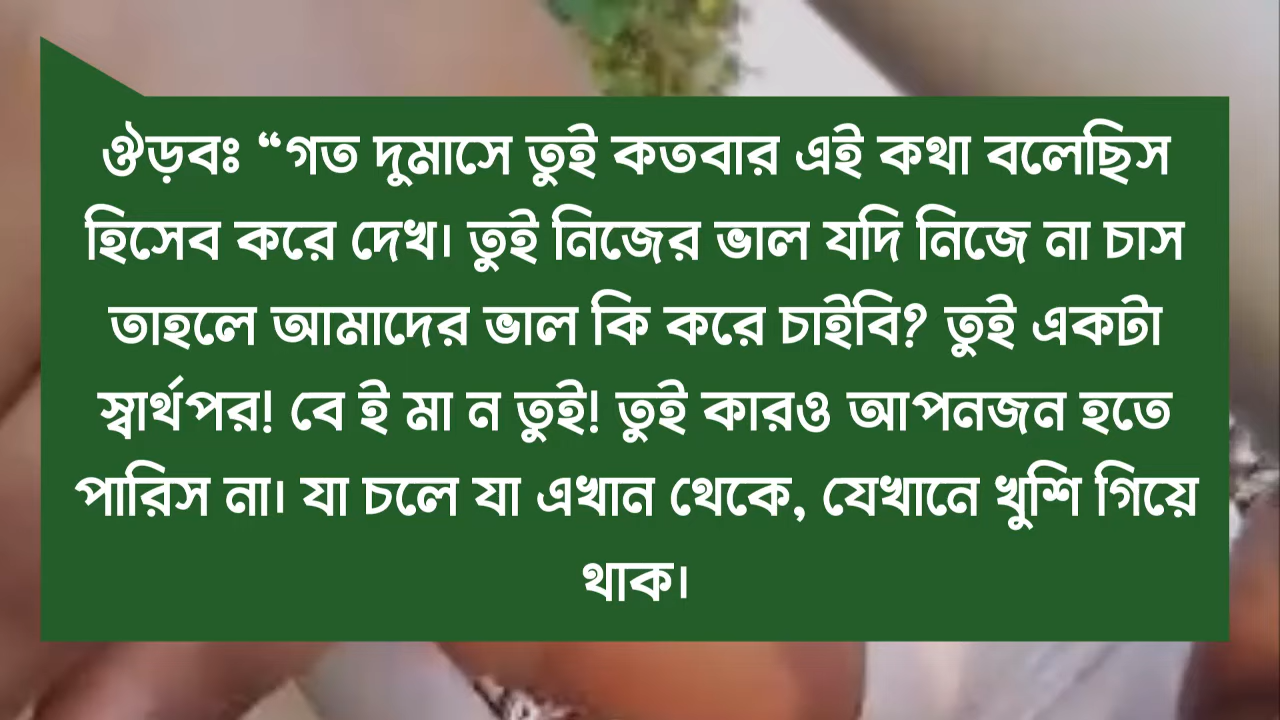 ঔড়বঃ “গত দুমাসে তুই কতবার এই কথা বলেছিস
হিসেব করে দেখ। তুই নিজের ভাল যদি নিজে না চাস
তাহলে আমাদের ভাল কি করে চাইবি? তুই একটা
স্বার্থপর! বে ই মা ন তুই! তুই কারও আপনজন হতে
পারিস না। যা চলে যা এখান থেকে, যেখানে খুশি গিয়ে
থাক।